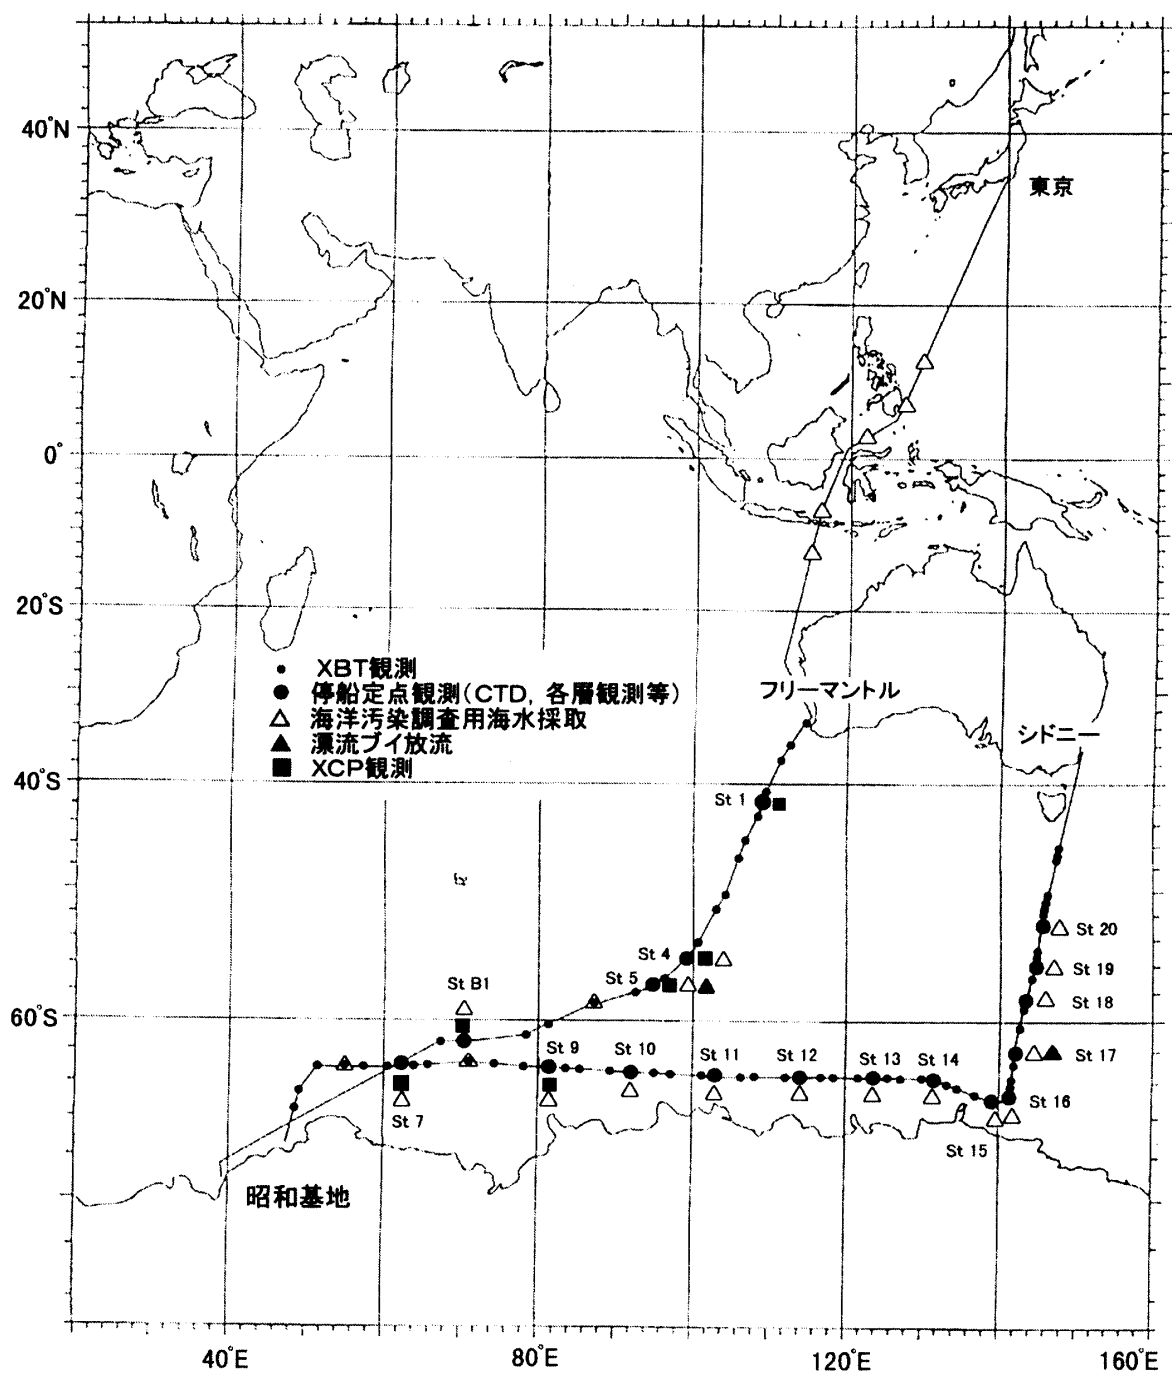 40°N
東京
20°N
0°
20°S
XBT観測
停船定点観測(CTD, 各層観測等)
海洋汚染調査用海水採取
漂流ブイ放流
XCP観測
フリーマントル
シドニー
40°S
St 1
St 4
St 5
St B1
St 20
St 19
St 18
60°S
St 9
St 10
St 11
St 12
St 13
St 14
St 17
St 7
St 16
St 15
昭和基地
40°E
80°E
120°E
160°E